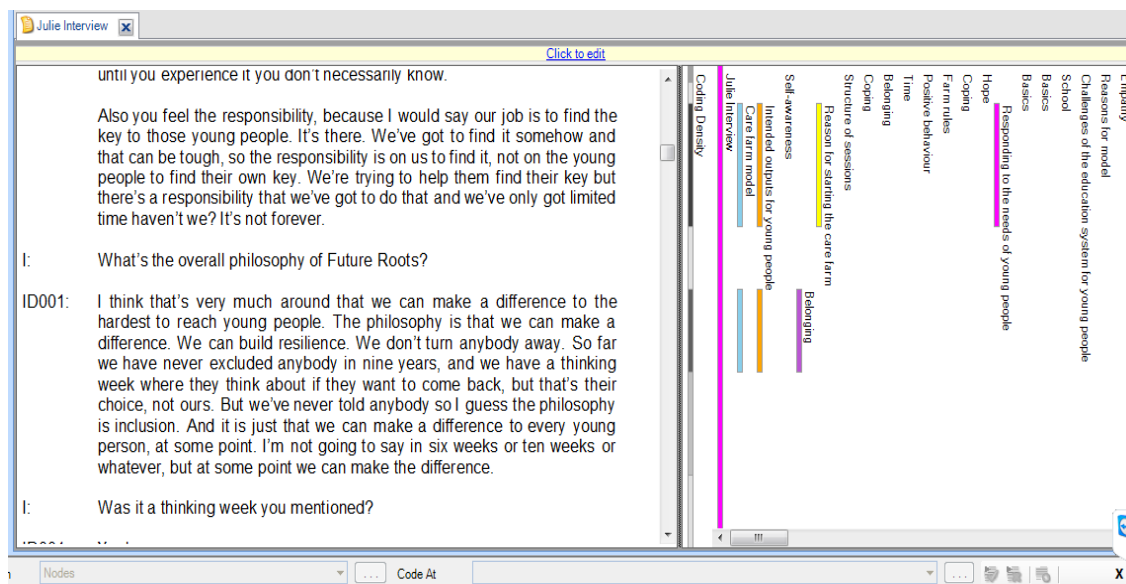 Julie Interview
Click to edit
until you experience it you don't necessarily know.
Also you feel the responsibility, because I would say our job is to find the
key to those young people. It's there. We've got to find it somehow and
that can be tough, so the responsibility is on us to find it, not on the young
people to find their own key. We're trying to help them find their key but
there's a responsibility that we've got to do that and we've only got limited
time haven't we? It's not forever.
I: What's the overall philosophy of Future Roots?
ID001: I think that's very much around that we can make a difference to the
hardest to reach young people. The philosophy is that we can make a
difference. We can build resilience. We don't turn anybody away. So far
we have never excluded anybody in nine years, and we have a thinking
week where they think about if they want to come back, but that's their
choice, not ours. But we've never told anybody so I guess the philosophy
is inclusion. And it is just that we can make a difference to every young
person, at some point. I'm not going to say in six weeks or ten weeks or
whatever, but at some point we can make the difference.
I: Was it a thinking week you mentioned?
Coding Density
Julie Interview
Care farm model
Intended outputs for young people
Self-awareness
Belonging
Reason for starting the care farm
Structure of sessions
Coping
Belonging
Time
Farm rules
Positive behaviour
Coping
Hope
Responding to the needs of young people
Basics
Basics
School
Challenges of the education system for young people
Reasons for model
Empathy
Nodes
...
Code At
...
X